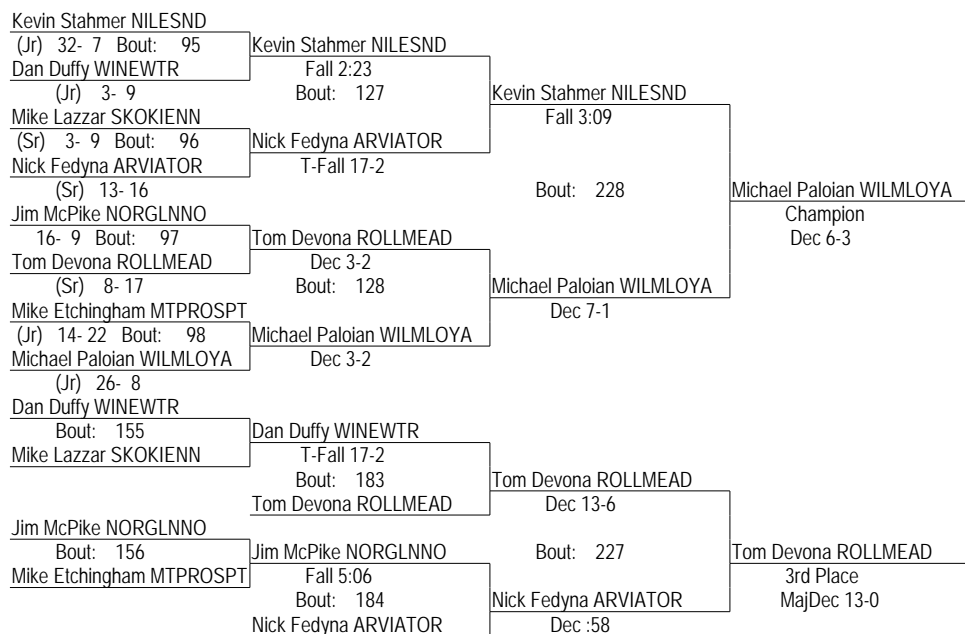 Kevin Stahmer NILESND
(Jr) 32- 7 Bout: 95 Kevin Stahmer NILESND
Dan Duffy WINEWTR Fall 2:23
(Jr) 3- 9 Bout: 127 Kevin Stahmer NILESND
Mike Lazzar SKOKIENN Fall 3:09
(Sr) 3- 9 Bout: 96 Nick Fedyna ARVIATOR
Nick Fedyna ARVIATOR T-Fall 17-2
(Sr) 13- 16 Bout: 228 Michael Paloian WILMLOYA
Jim McPike NORGLNNO Champion
16- 9 Bout: 97 Tom Devona ROLLMEAD Dec 6-3
Tom Devona ROLLMEAD Dec 3-2
(Sr) 8- 17 Bout: 128 Michael Paloian WILMLOYA
Mike Etchingham MTPROSPT Dec 7-1
(Jr) 14- 22 Bout: 98 Michael Paloian WILMLOYA
Michael Paloian WILMLOYA Dec 3-2
(Jr) 26- 8
Dan Duffy WINEWTR
Bout: 155 Dan Duffy WINEWTR
Mike Lazzar SKOKIENN T-Fall 17-2
Bout: 183 Tom Devona ROLLMEAD
Tom Devona ROLLMEAD Dec 13-6
Jim McPike NORGLNNO
Bout: 156 Jim McPike NORGLNNO Bout: 227 Tom Devona ROLLMEAD
Mike Etchingham MTPROSPT Fall 5:06 3rd Place
Bout: 184 Nick Fedyna ARVIATOR MajDec 13-0
Nick Fedyna ARVIATOR Dec :58